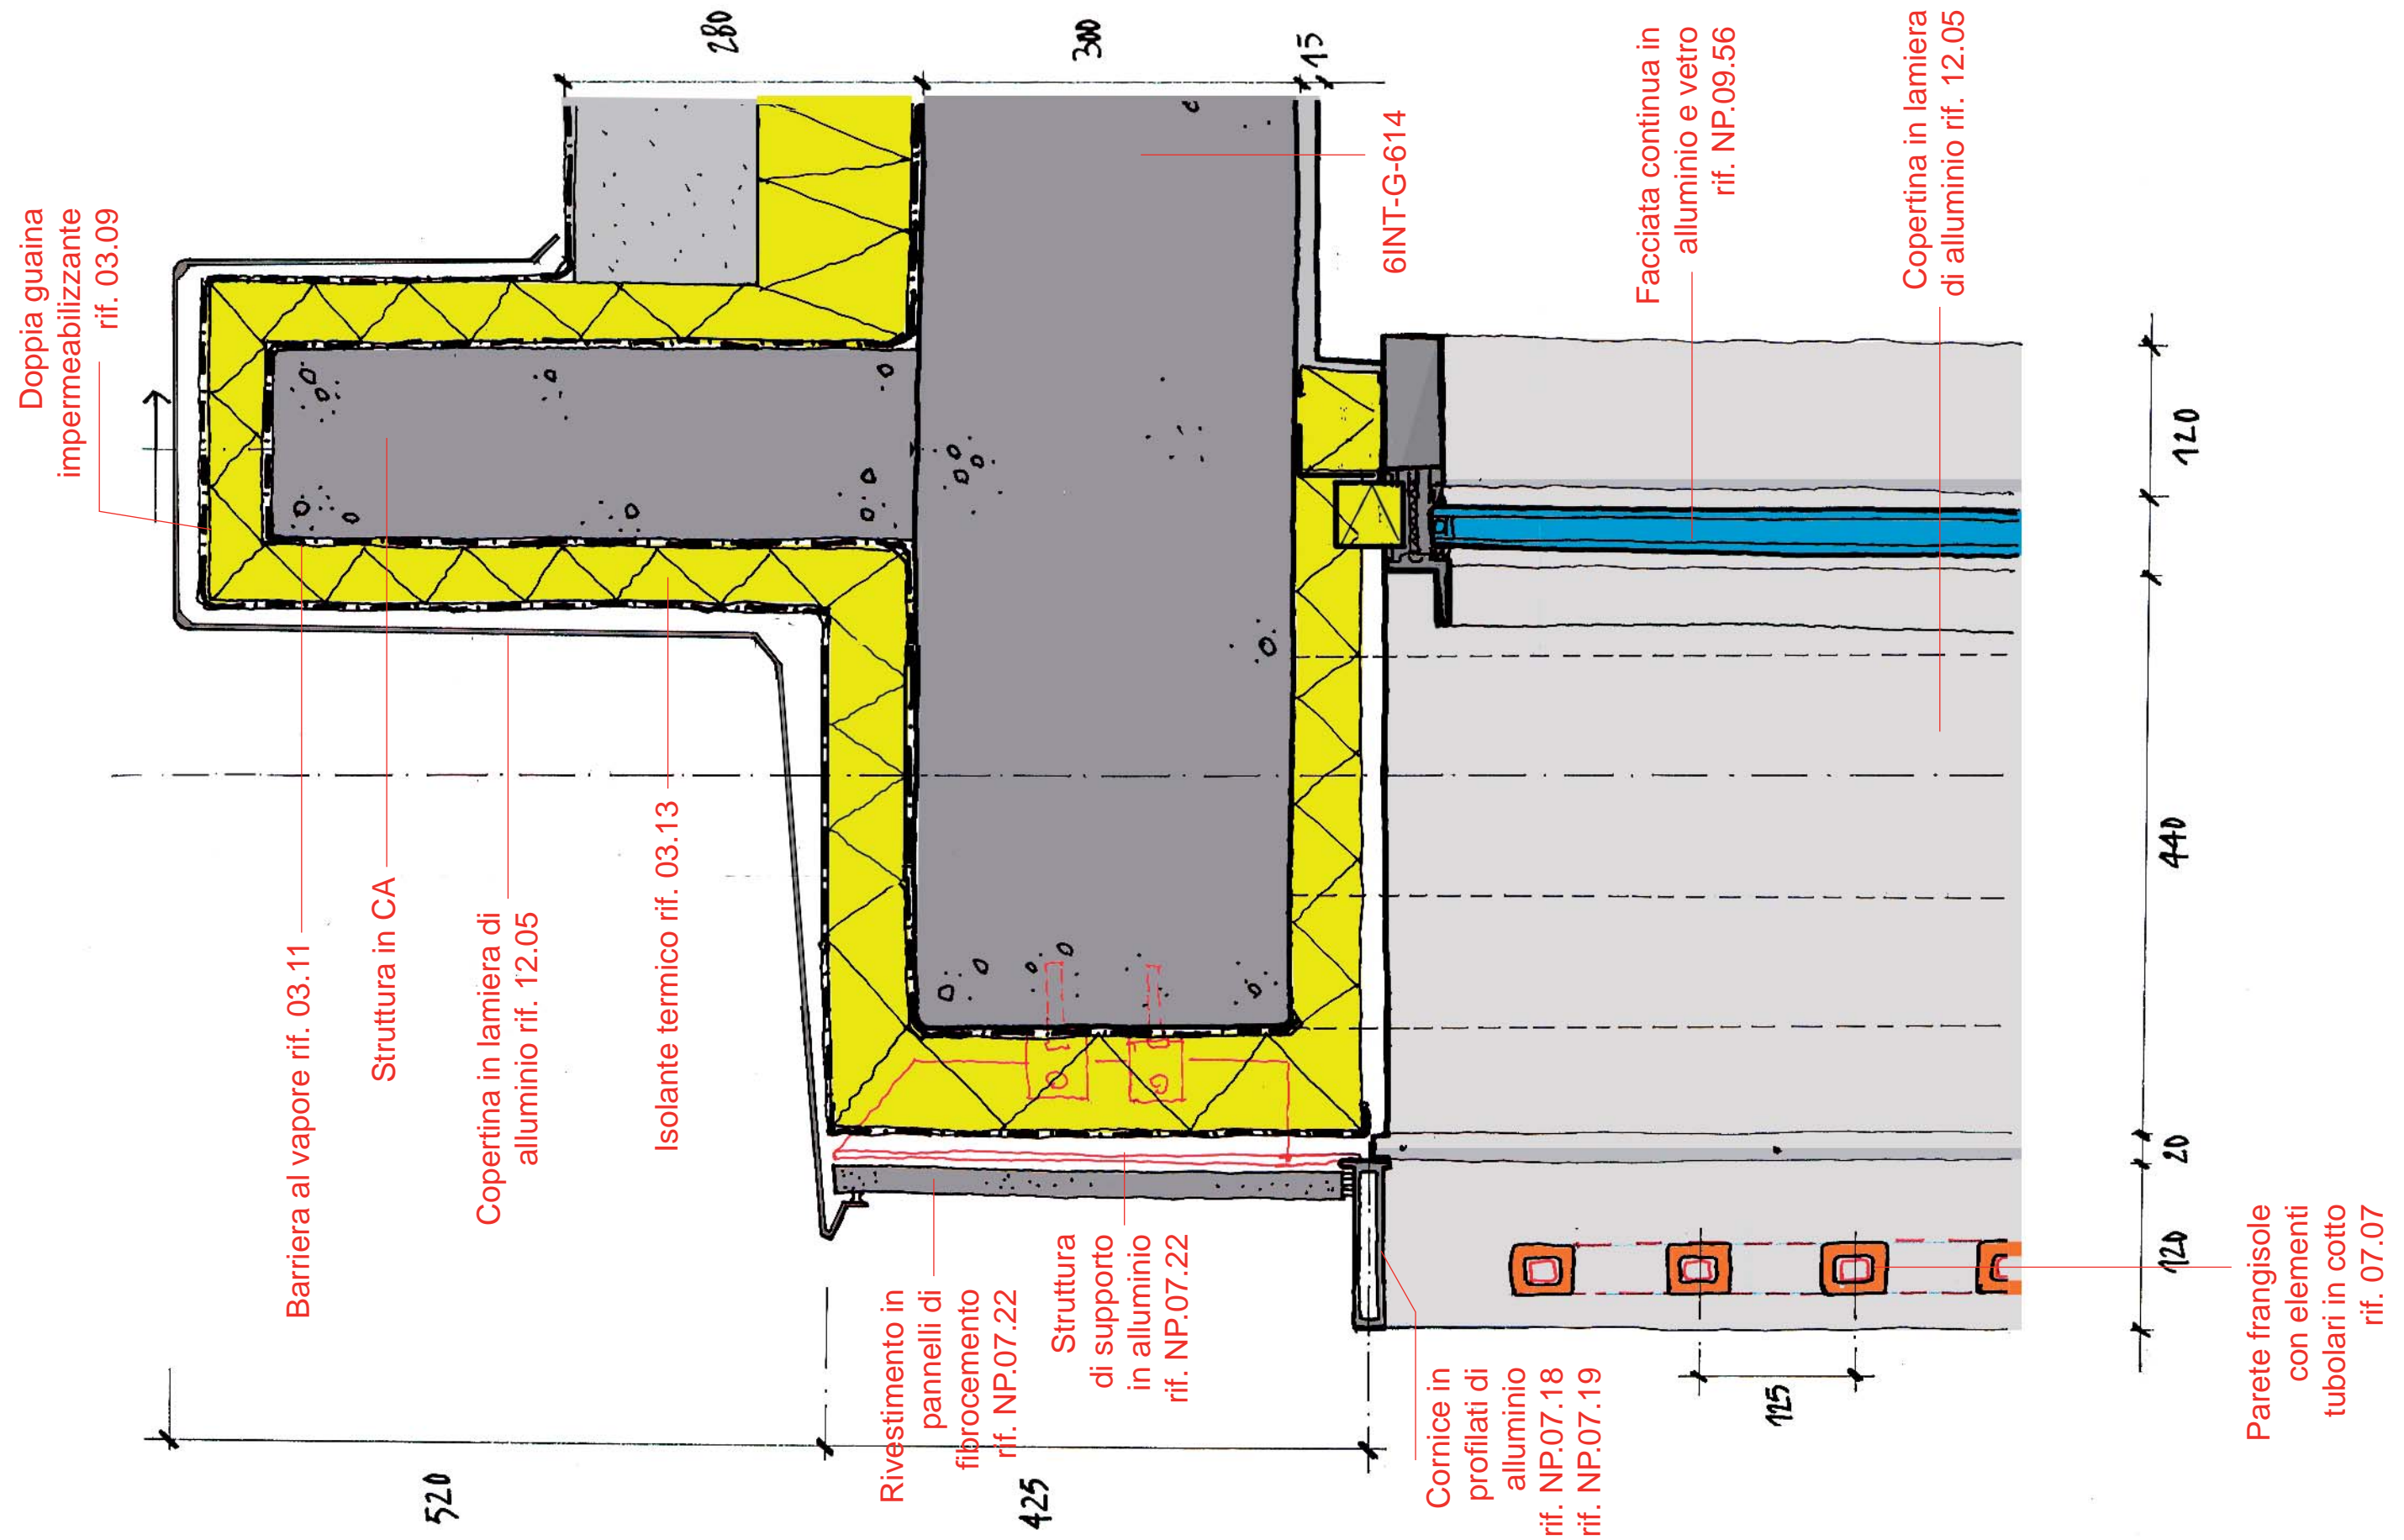 Doppia guaina
impermeabilizzante
rif. 03.09
Barriera al vapore rif. 03.11
Struttura in CA
Copertina in lamiera di
alluminio rif. 12.05
Isolante termico rif. 03.13
Rivestimento in
pannelli di
fibrocemento
rif. NP.07.22
Struttura
di supporto
in alluminio
rif. NP.07.22
Cornice in
profilati di
alluminio
rif. NP.07.18
rif. NP.07.19
6INT-G-614
Facciata continua in
alluminio e vetro
rif. NP.09.56
Copertina in lamiera
di alluminio rif. 12.05
Parete frangisole
con elementi
tubolari in cotto
rif. 07.07
280
300
15
520
425
125
120
20
440
120